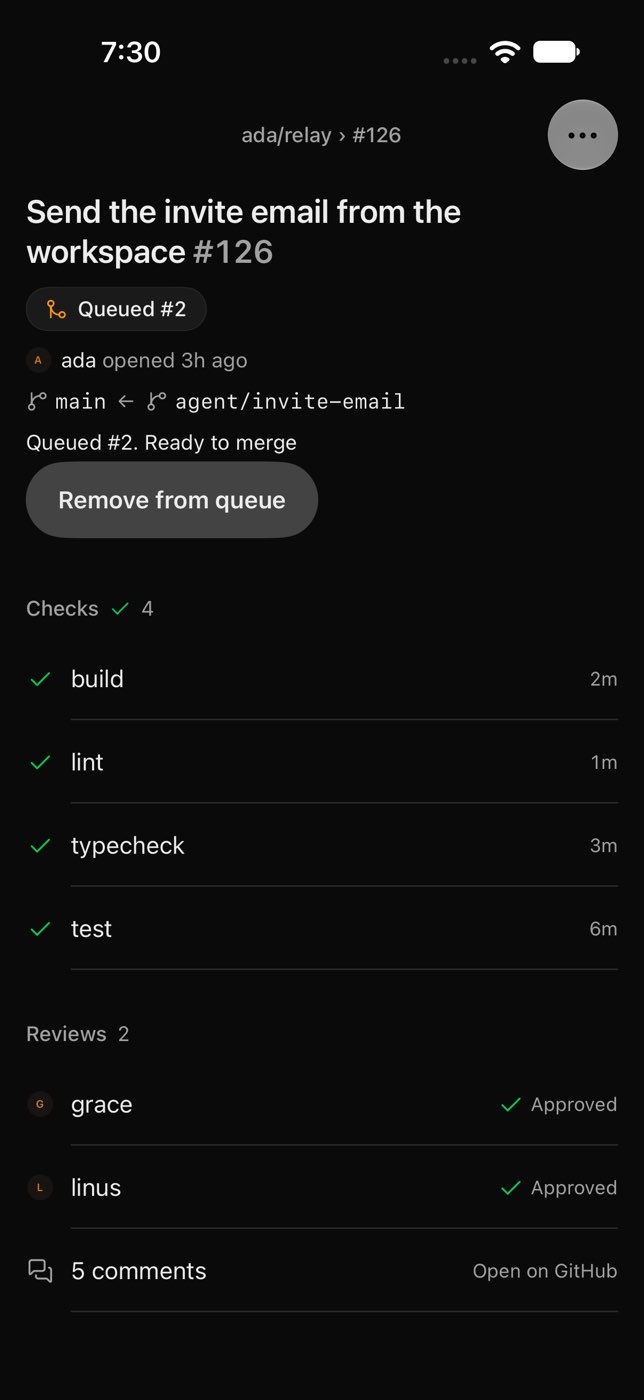 7:30
ada/relay › #126
Send the invite email from the
workspace #126
Queued #2
A ada opened 3h ago
main ← agent/invite-email
Queued #2. Ready to merge
Remove from queue
Checks 4
build 2m
lint 1m
typecheck 3m
test 6m
Reviews 2
G grace Approved
L linus Approved
5 comments Open on GitHub